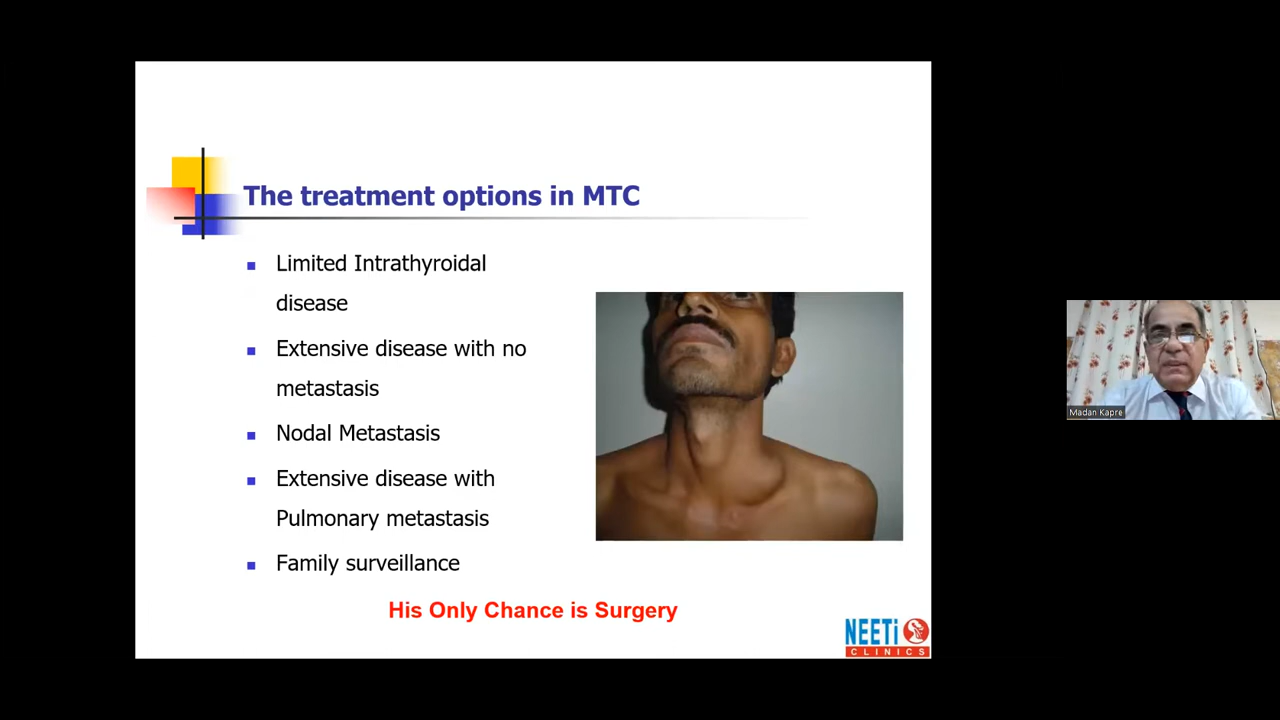 The treatment options in MTC
Limited Intrathyroidal
disease
Extensive disease with no
metastasis
Nodal Metastasis
Extensive disease with
Pulmonary metastasis
Family surveillance
His Only Chance is Surgery
NEETi
CLINICS
Madan Kapre